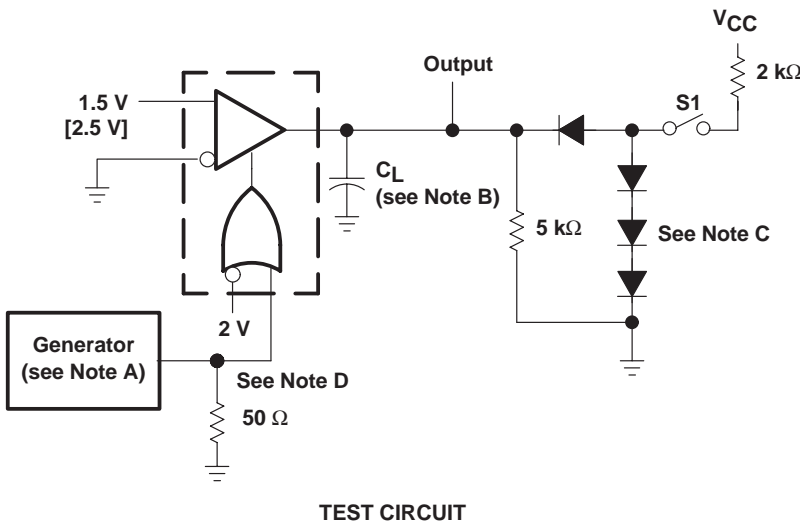 VCC
2 kΩ
Output
S1
1.5 V
[2.5 V]
CL
(see Note B)
5 kΩ
See Note C
2 V
Generator
(see Note A)
See Note D
50 Ω
TEST CIRCUIT